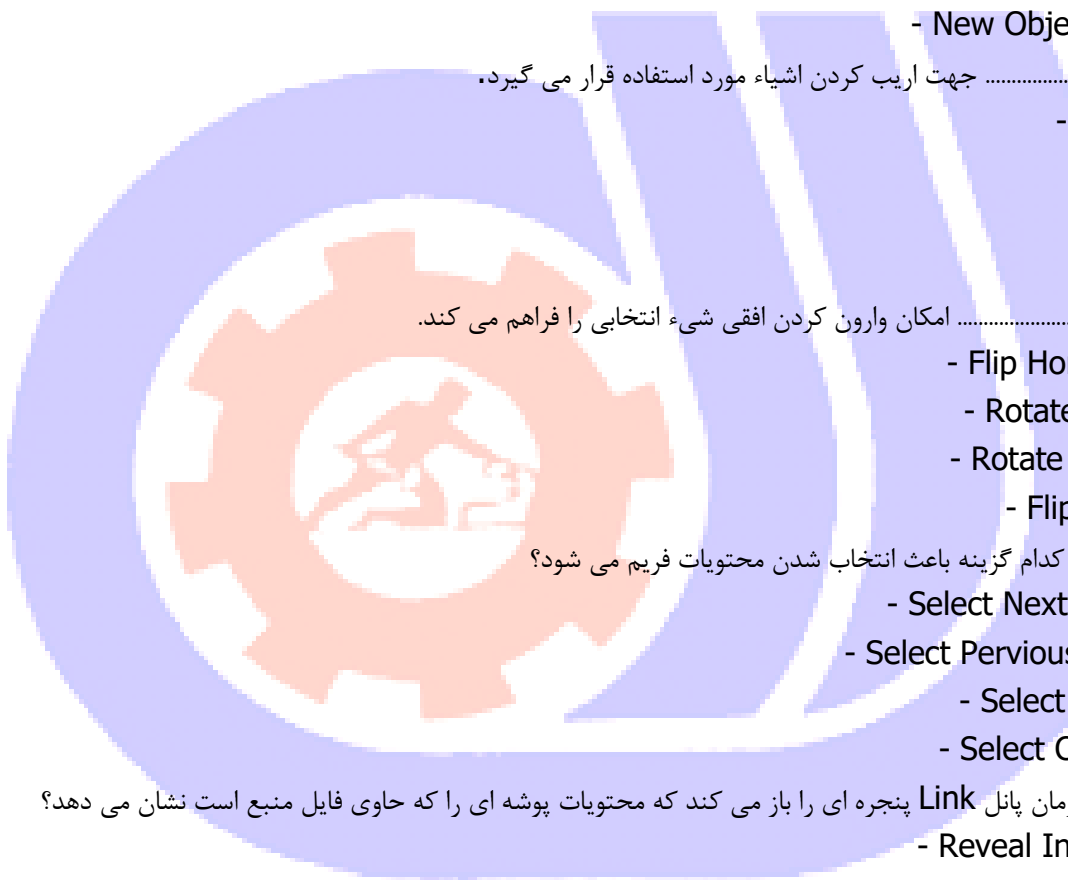 - New Obje
................ جهت اریب کردن اشیاء مورد استفاده قرار می گیرد.
-
...................... امکان وارون کردن افقی شیء انتخابی را فراهم می کند.
- Flip Ho
- Rotate
- Rotate
- Flip
کدام گزینه باعث انتخاب شدن محتویات فریم می شود؟
- Select Next
- Select Pervious
- Select
- Select C
مان پانل Link پنجره ای را باز می کند که محتویات پوشه ای را که حاوی فایل منبع است نشان می دهد؟
- Reveal In